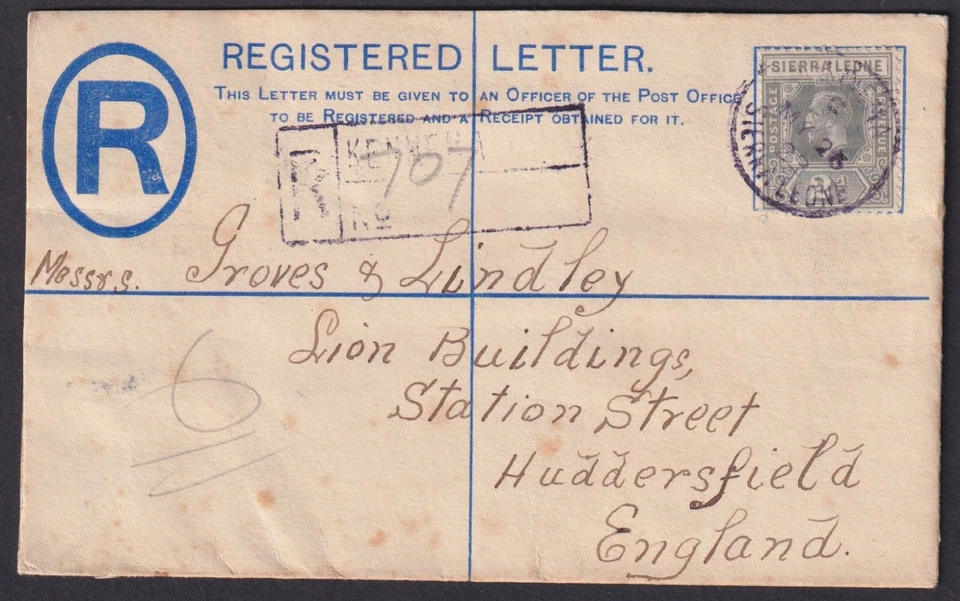 REGISTERED LETTER.
THIS LETTER MUST BE GIVEN TO AN OFFICER OF THE POST OFFICE
TO BE REGISTERED AND A RECEIPT OBTAINED FOR IT.
R
SIERRA LEONE
POSTAGE
& REVENUE
MY
SIERRA LEONE
R
No
707
Messrs. Groves & Lindley
Lion Buildings,
Station Street
Huddersfield
England.